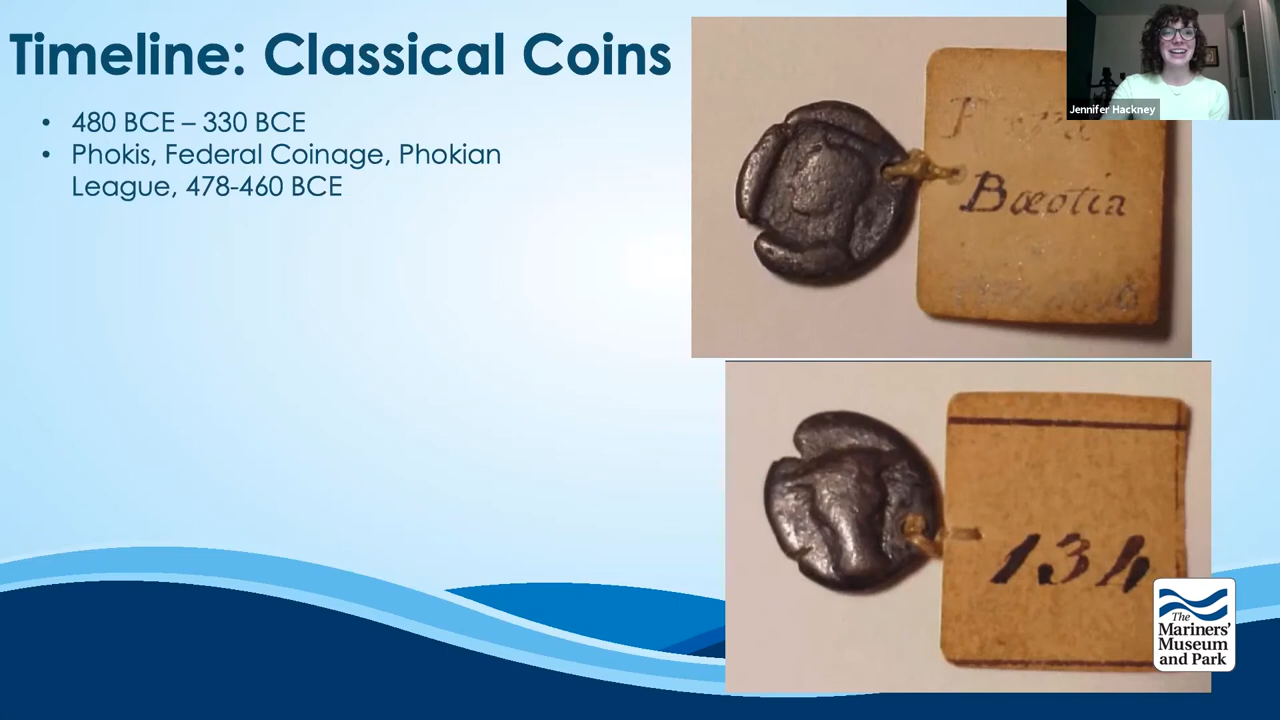 Timeline: Classical Coins
• 480 BCE – 330 BCE
• Phokis, Federal Coinage, Phokian
League, 478-460 BCE
Bœotia
134
Jennifer Hackney
The
Mariners'
Museum
and Park